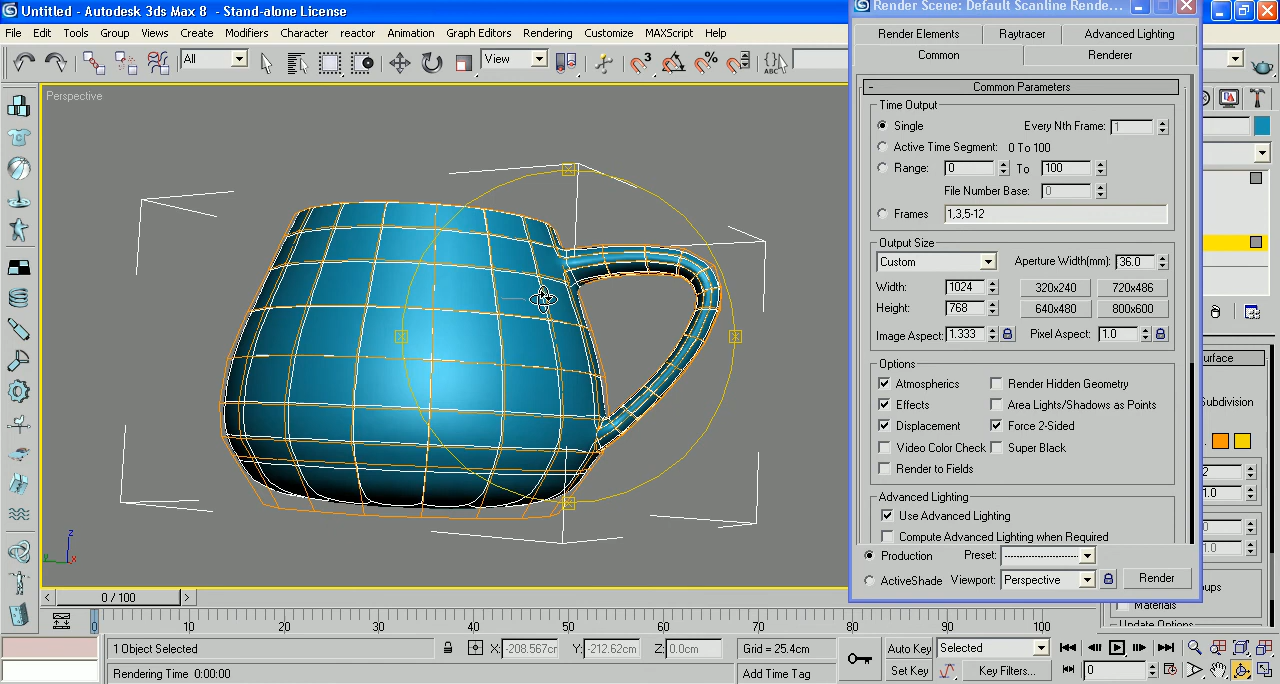 Untitled - Autodesk 3ds Max 8 - Stand-alone License
Render Scene: Default Scanline Rende...
File Edit Tools Group Views Create Modifiers Character reactor Animation Graph Editors Rendering Customize MAXScript Help
Render Elements Raytracer Advanced Lighting
Common Renderer
All View 3 % ABC
Perspective
- Common Parameters
Time Output
Single Every Nth Frame: 1
Active Time Segment: 0 To 100
Range: 0 To 100
File Number Base: 0
Frames 1,3,5-12
Output Size
Custom Aperture Width(mm): 36.0
Width: 1024 320x240 720x486
Height: 768 640x480 800x600
Image Aspect: 1.333 Pixel Aspect: 1.0
Options
Atmospherics Render Hidden Geometry
Effects Area Lights/Shadows as Points
Displacement Force 2-Sided
Video Color Check Super Black
Render to Fields
Advanced Lighting
Use Advanced Lighting
Compute Advanced Lighting when Required
Production Preset: --------------------
ActiveShade Viewport: Perspective Render
urface
Subdivision
2
1.0
0
1.0
oups
Materials
Update Options
z
y x
< 0 / 100 >
0 10 20 30 40 50 60 70 80 90 100
1 Object Selected X: -208.567cr Y: -212.62cm Z: 0.0cm Grid = 25.4cm Auto Key Selected
Rendering Time 0:00:00 Add Time Tag Set Key Key Filters... 0